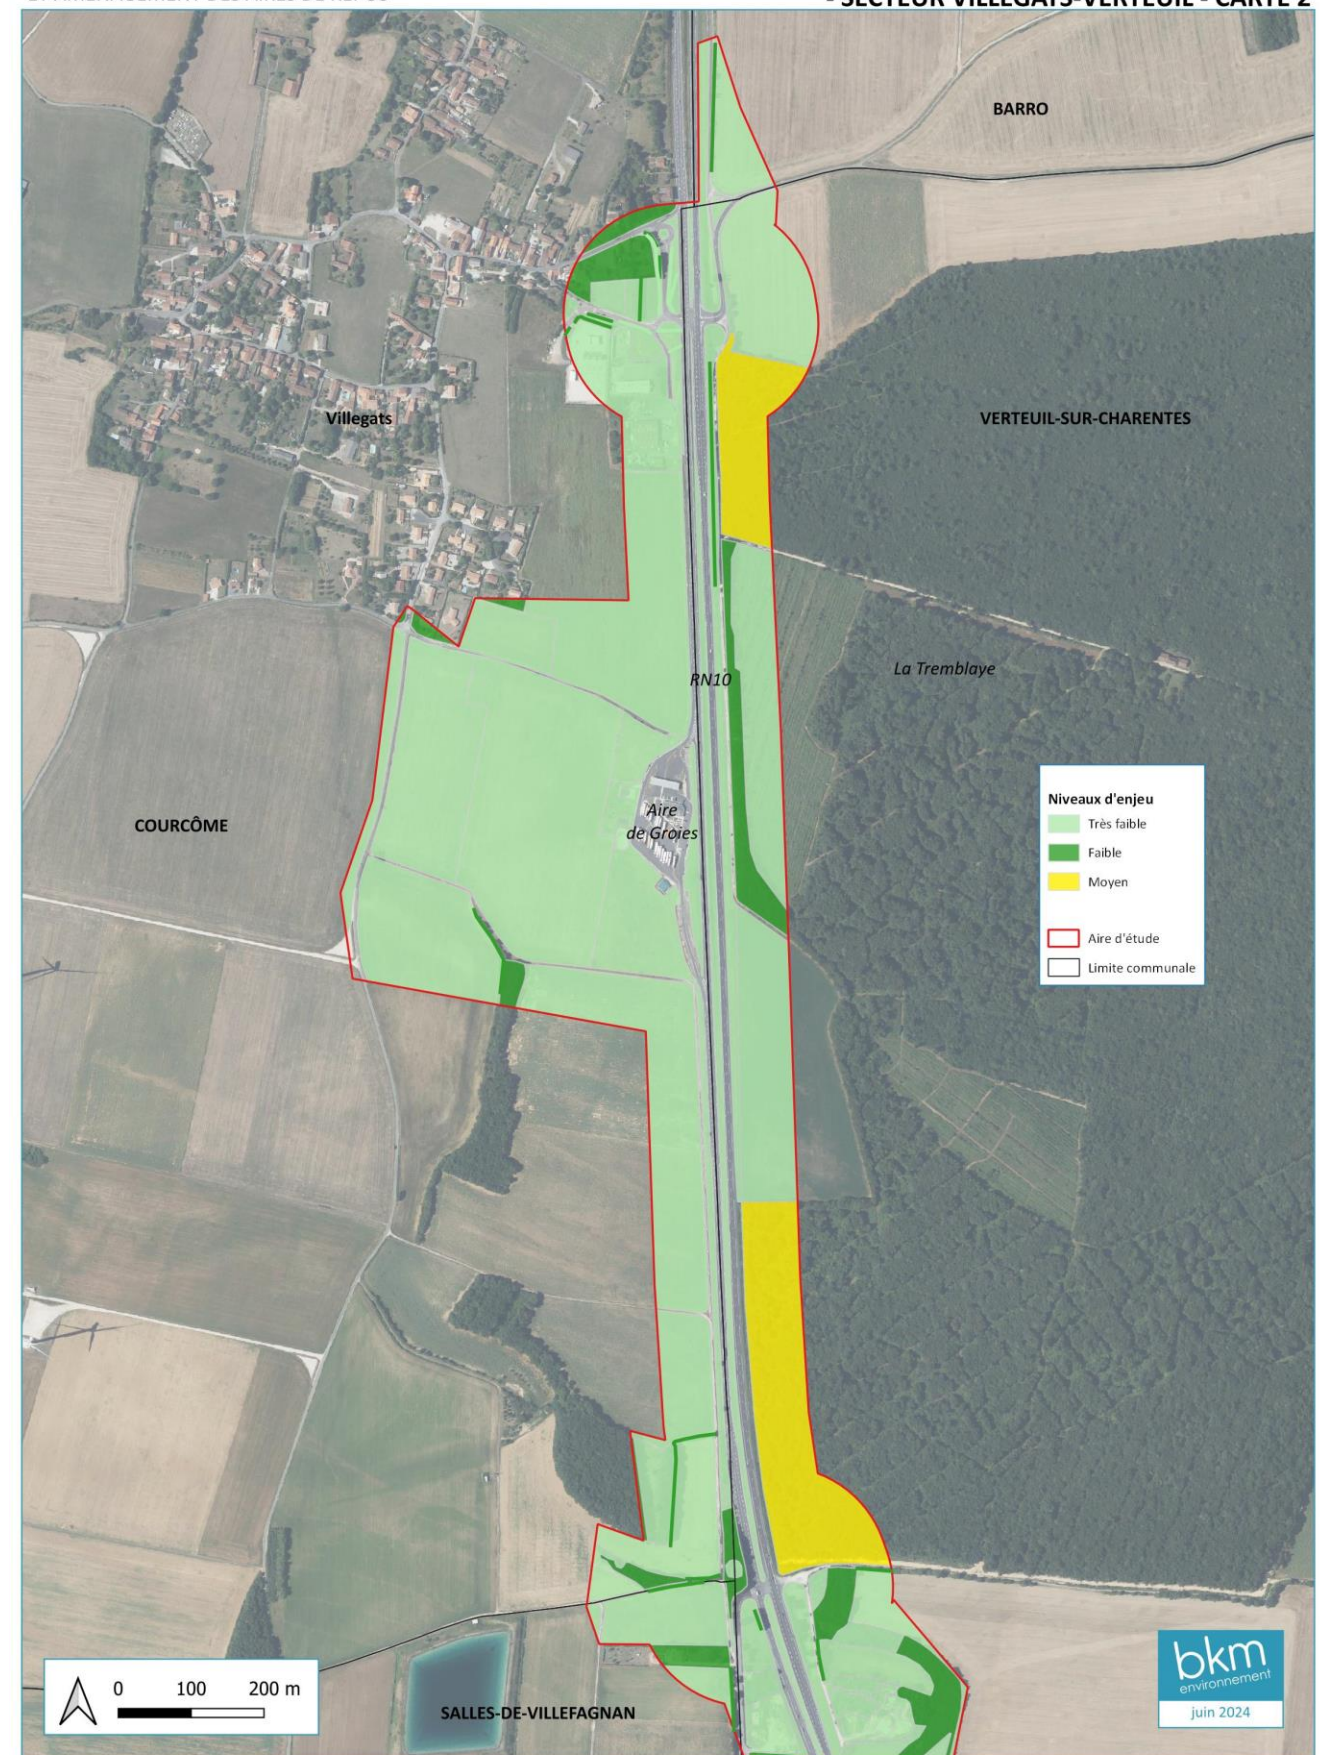 - SECTEUR VILLEGATS-VERTEUIL - CARTE 2
BARRO
Villegats
VERTEUIL-SUR-CHARENTES
RN10
La Tremblaye
Aire
de Groies
COURCÔME
Niveaux d'enjeu
Très faible
Faible
Moyen
Aire d'étude
Limite communale
0 100 200 m
SALLES-DE-VILLEFAGNAN
bkm
environnement
juin 2024